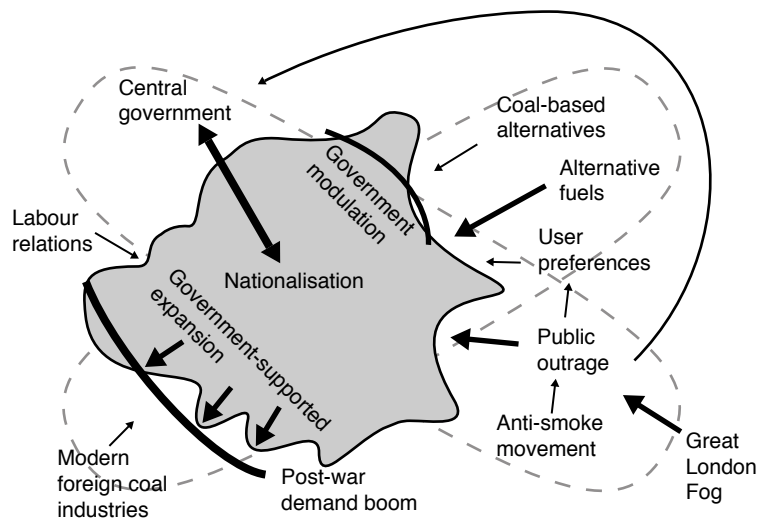 Central
government
Coal-based
alternatives
Government
modulation
Alternative
fuels
Labour
relations
User
preferences
Nationalisation
Government-supported
expansion
Public
outrage
Anti-smoke
movement
Great
London
Fog
Modern
foreign coal
industries
Post-war
demand boom